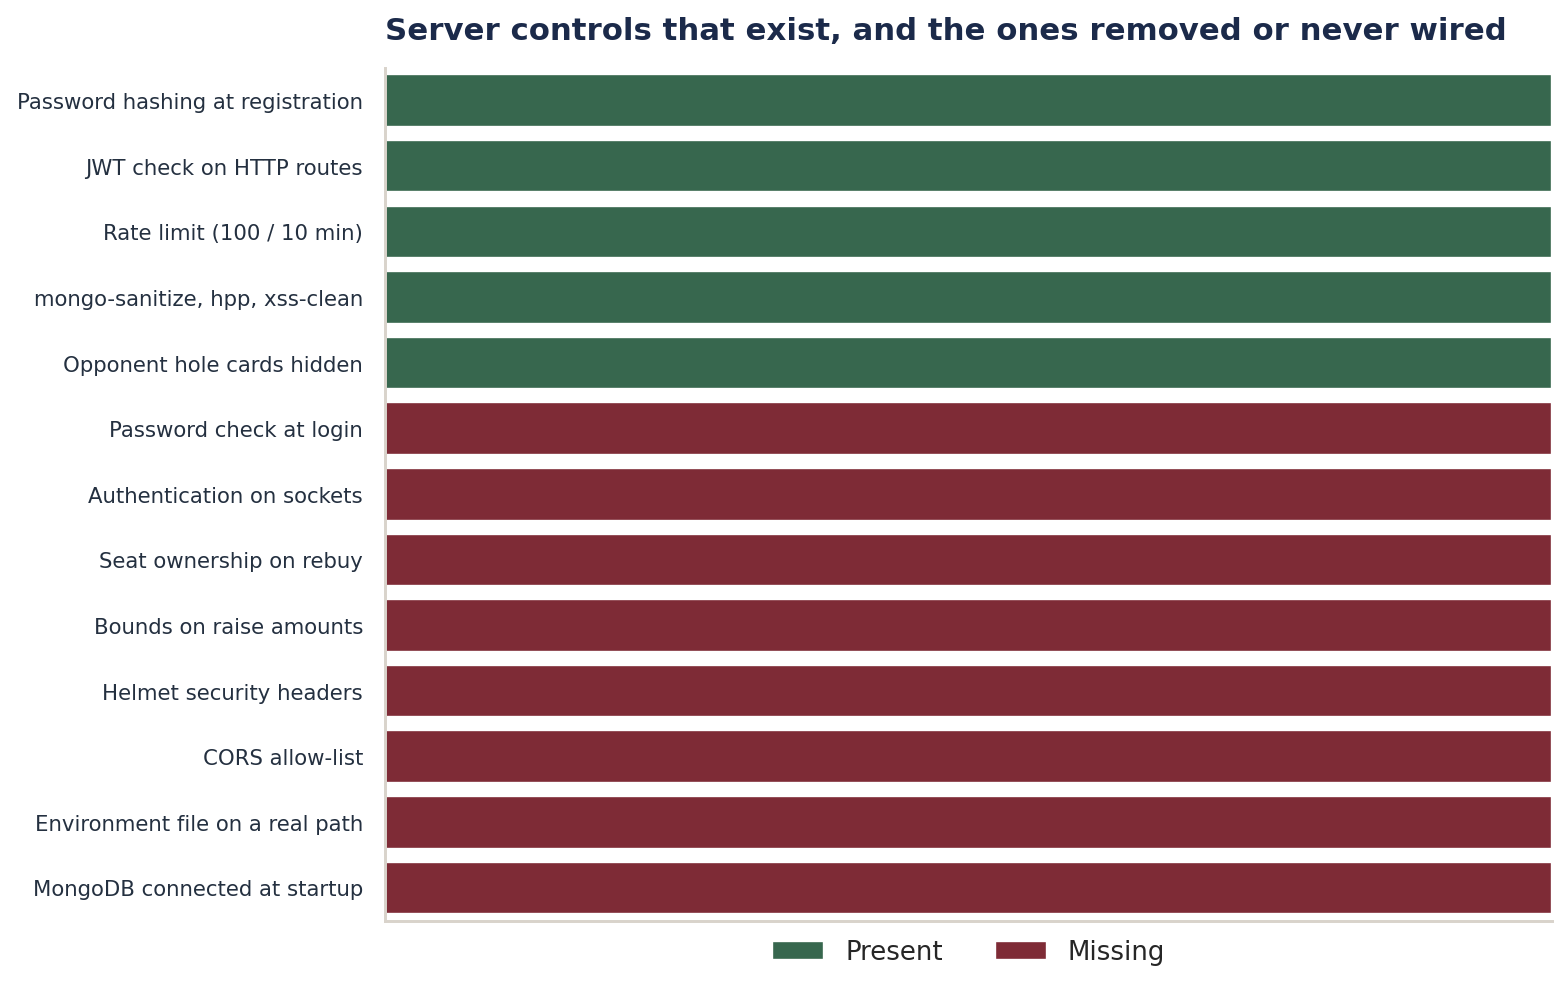 Server controls that exist, and the ones removed or never wired
Password hashing at registration
JWT check on HTTP routes
Rate limit (100 / 10 min)
mongo-sanitize, hpp, xss-clean
Opponent hole cards hidden
Password check at login
Authentication on sockets
Seat ownership on rebuy
Bounds on raise amounts
Helmet security headers
CORS allow-list
Environment file on a real path
MongoDB connected at startup
Present
Missing